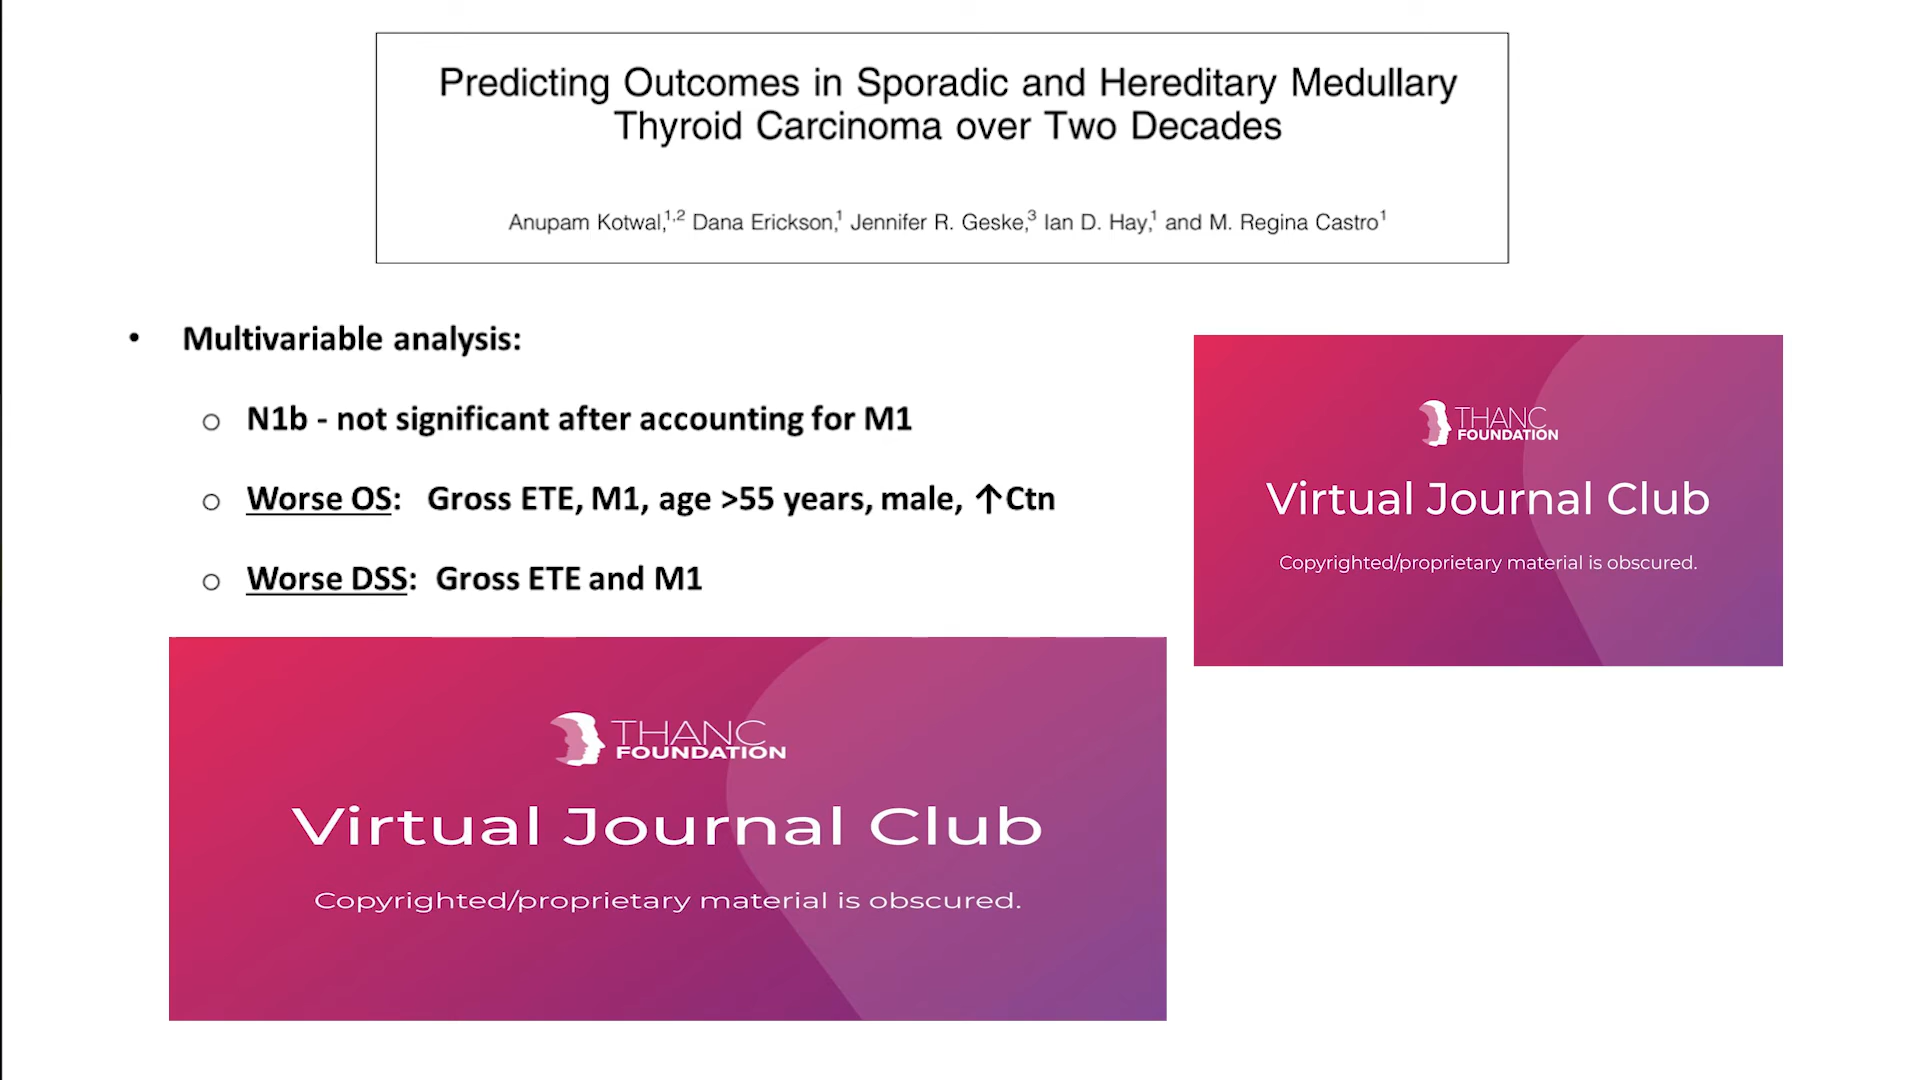 Predicting Outcomes in Sporadic and Hereditary Medullary
Thyroid Carcinoma over Two Decades
Anupam Kotwal,1,2 Dana Erickson,1 Jennifer R. Geske,3 Ian D. Hay,1 and M. Regina Castro1
• Multivariable analysis:
o N1b - not significant after accounting for M1
o Worse OS: Gross ETE, M1, age >55 years, male, ↑Ctn
o Worse DSS: Gross ETE and M1
THANC
FOUNDATION
Virtual Journal Club
Copyrighted/proprietary material is obscured.
THANC
FOUNDATION
Virtual Journal Club
Copyrighted/proprietary material is obscured.